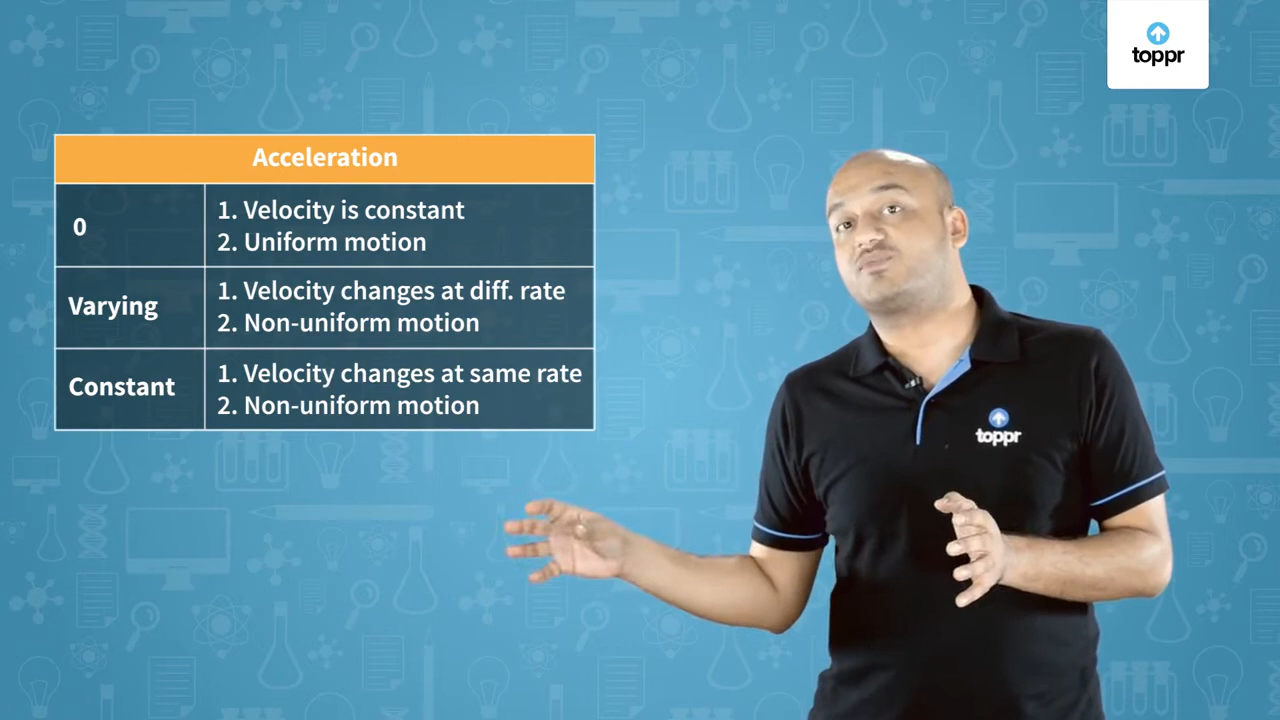 toppr
Acceleration
0
1. Velocity is constant
2. Uniform motion
Varying
1. Velocity changes at diff. rate
2. Non-uniform motion
Constant
1. Velocity changes at same rate
2. Non-uniform motion
toppr